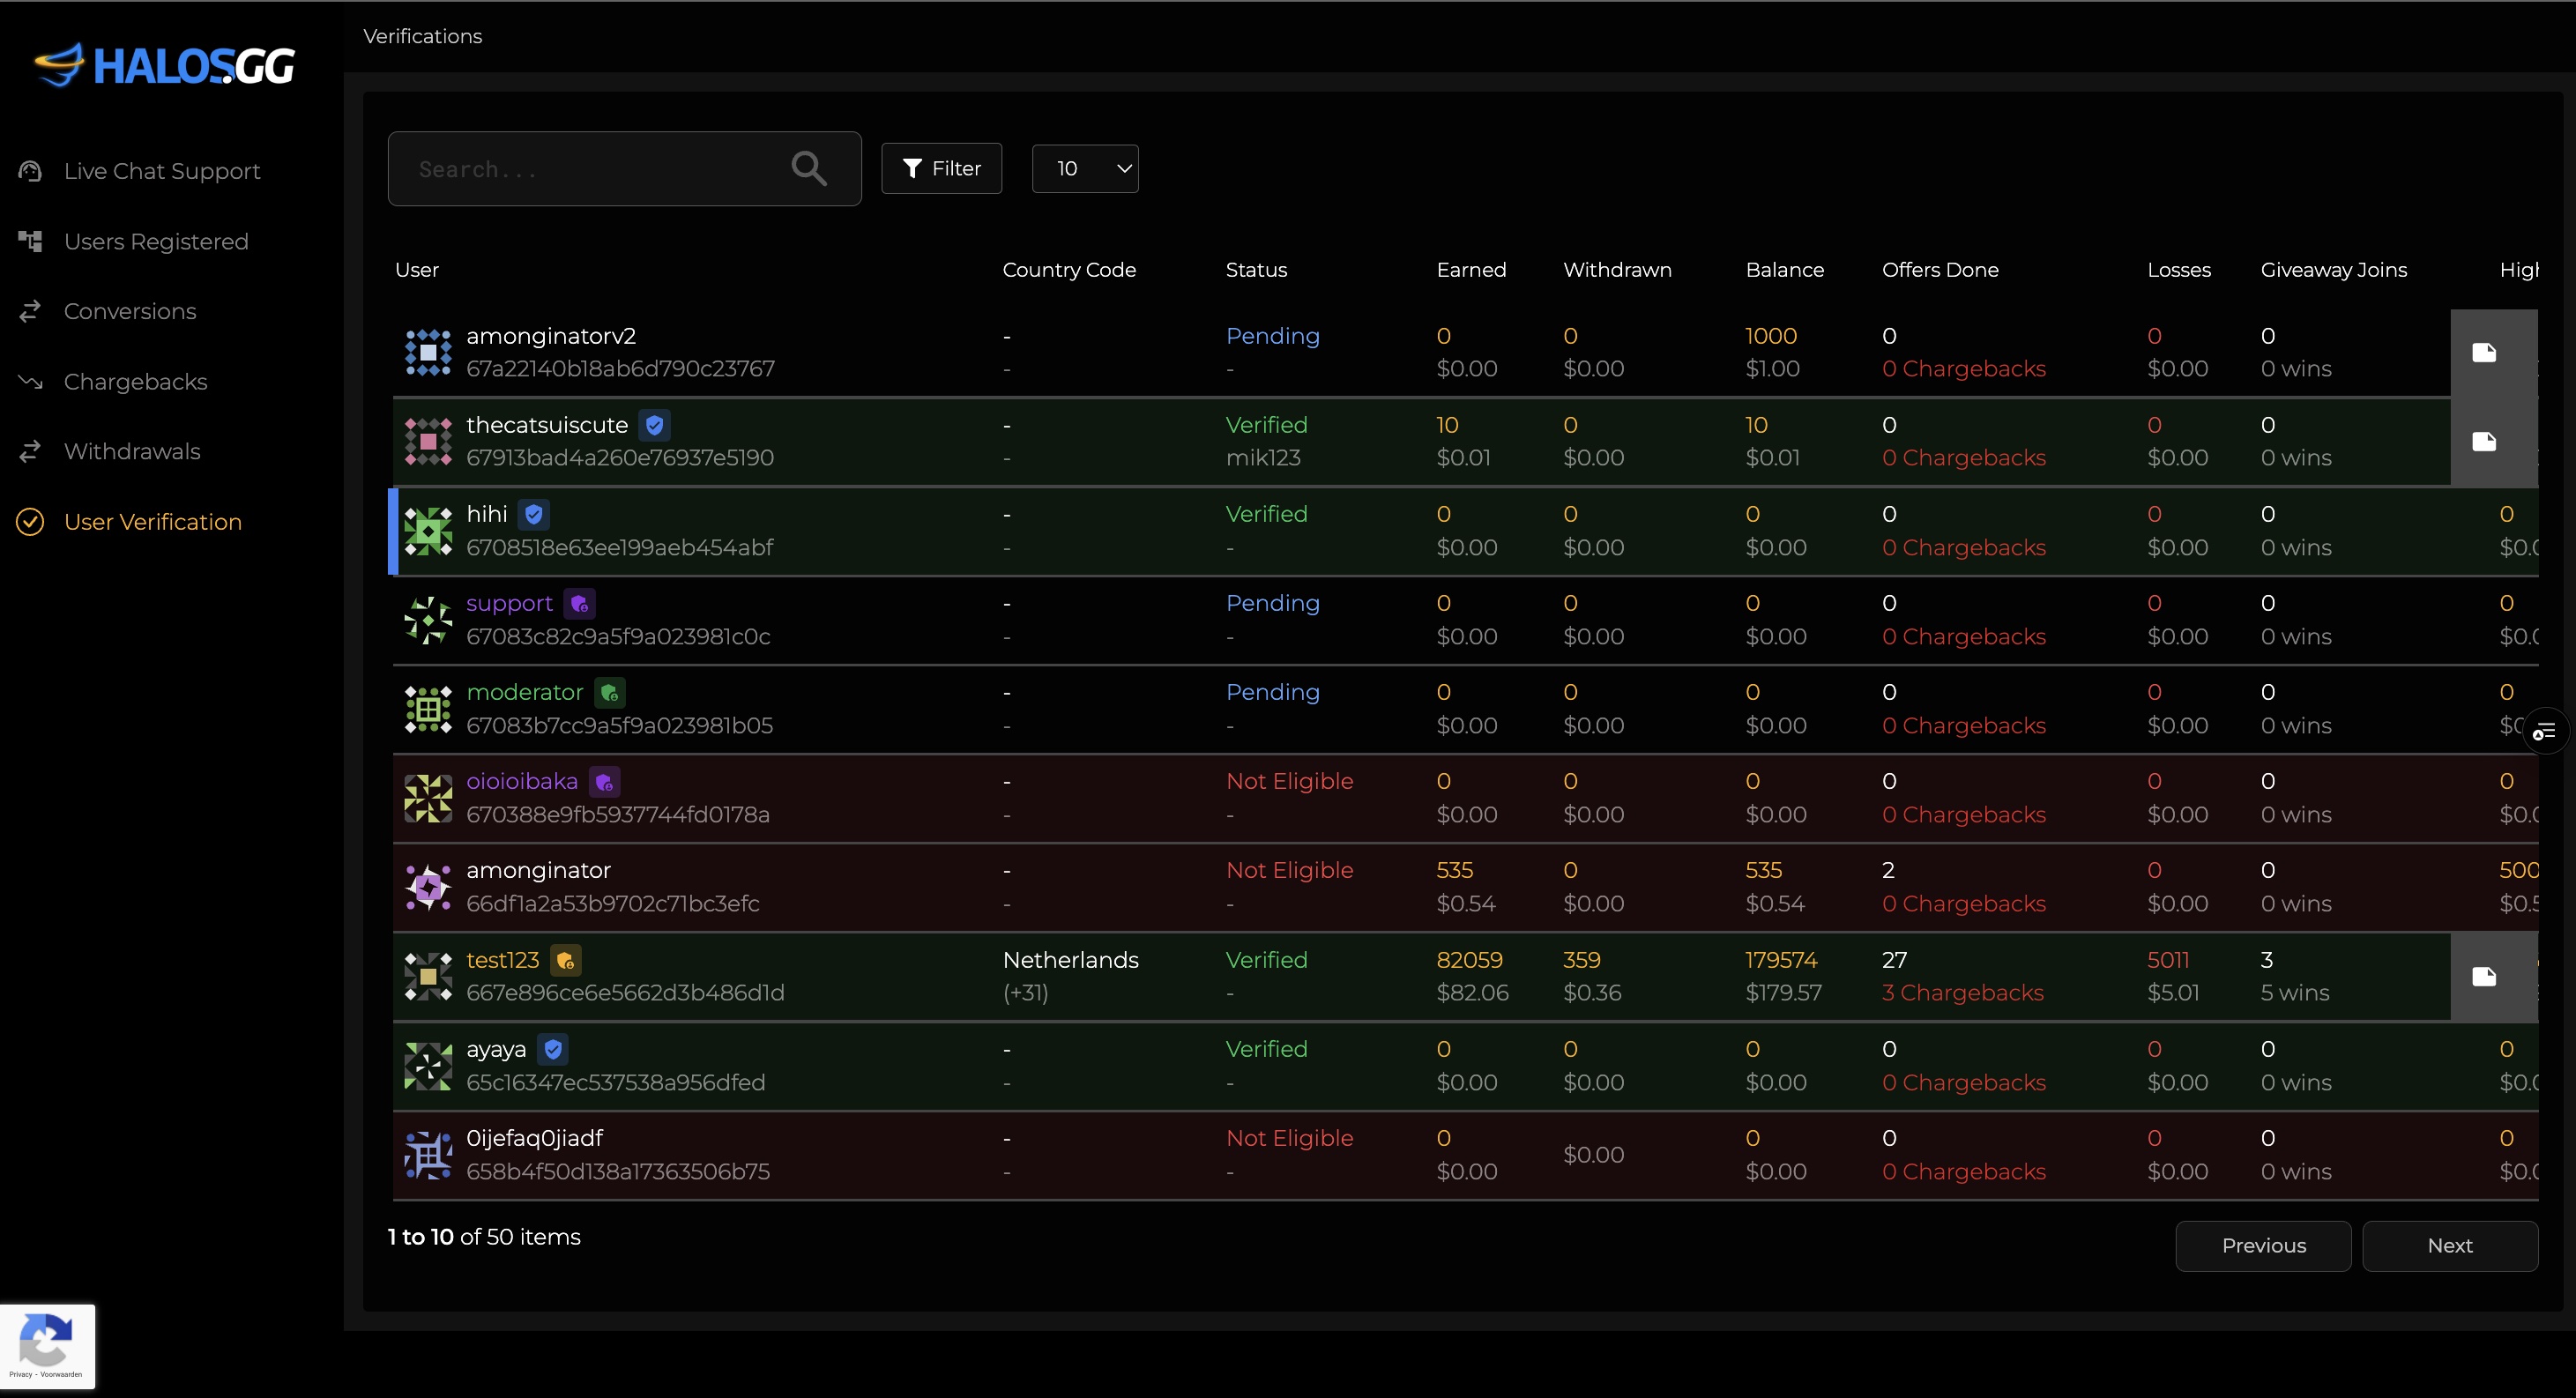 HALOS.GG
Verifications
Live Chat Support
Users Registered
Conversions
Chargebacks
Withdrawals
User Verification
Search...
Filter
10
User Country Code Status Earned Withdrawn Balance Offers Done Losses Giveaway Joins High
amonginatorv2 - Pending 0 0 1000 0 0 0
67a22140b18ab6d790c23767 - - $0.00 $0.00 $1.00 0 Chargebacks $0.00 0 wins
thecatsuiscute - Verified 10 0 10 0 0 0
67913bad4a260e76937e5190 - mik123 $0.01 $0.00 $0.01 0 Chargebacks $0.00 0 wins
hihi - Verified 0 0 0 0 0 0 0
6708518e63ee199aeb454abf - - $0.00 $0.00 $0.00 0 Chargebacks $0.00 0 wins $0.0
support - Pending 0 0 0 0 0 0 0
67083c82c9a5f9a023981c0c - - $0.00 $0.00 $0.00 0 Chargebacks $0.00 0 wins $0.0
moderator - Pending 0 0 0 0 0 0 0
67083b7cc9a5f9a023981b05 - - $0.00 $0.00 $0.00 0 Chargebacks $0.00 0 wins
oioioibaka - Not Eligible 0 0 0 0 0 0 0
670388e9fb5937744fd0178a - - $0.00 $0.00 $0.00 0 Chargebacks $0.00 0 wins $0.0
amonginator - Not Eligible 535 0 535 2 0 0 500
66df1a2a53b9702c71bc3efc - - $0.54 $0.00 $0.54 0 Chargebacks $0.00 0 wins $0.5
test123 Netherlands Verified 82059 359 179574 27 5011 3
667e896ce6e5662d3b486d1d (+31) - $82.06 $0.36 $179.57 3 Chargebacks $5.01 5 wins
ayaya - Verified 0 0 0 0 0 0 0
65c16347ec537538a956dfed - - $0.00 $0.00 $0.00 0 Chargebacks $0.00 0 wins $0.0
0ijefaq0jiadf - Not Eligible 0 $0.00 0 0 0 0 0
658b4f50d138a17363506b75 - - $0.00 $0.00 0 Chargebacks $0.00 0 wins $0.0
1 to 10 of 50 items
Previous
Next
Privacy - Voorwaarden